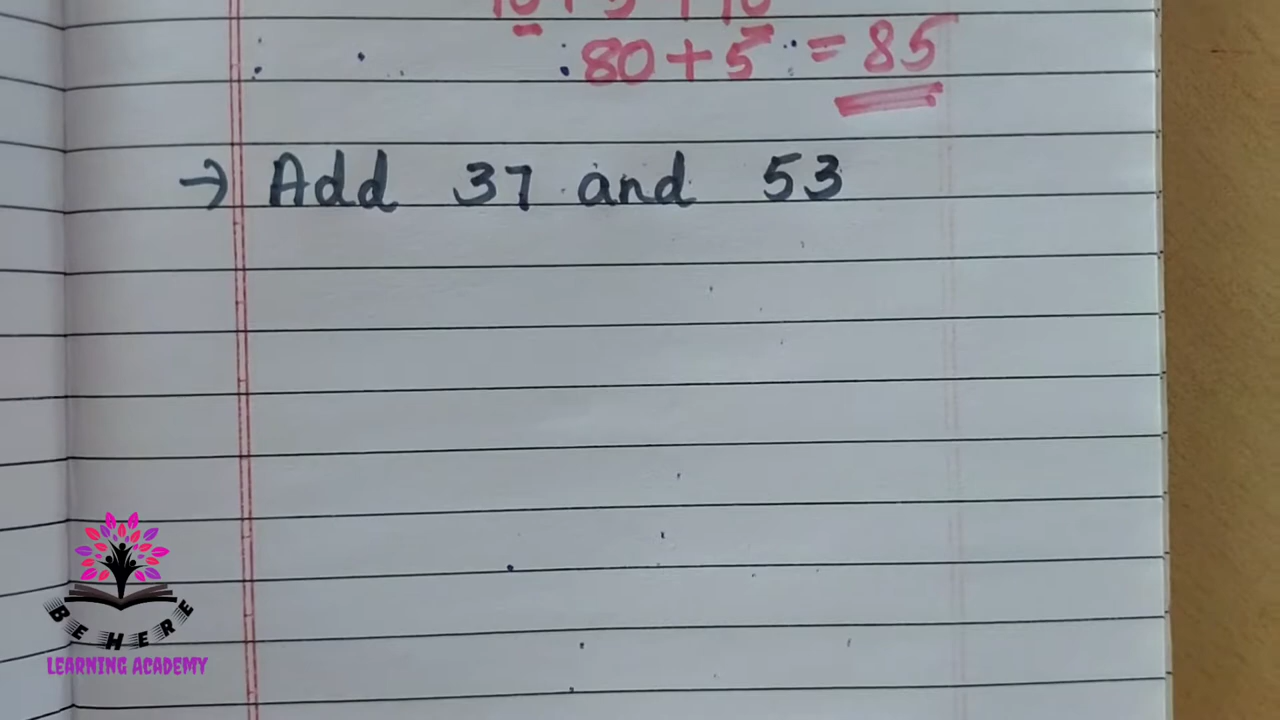 80 + 5 = 85
→ Add 37 and 53
BE HERE
LEARNING ACADEMY